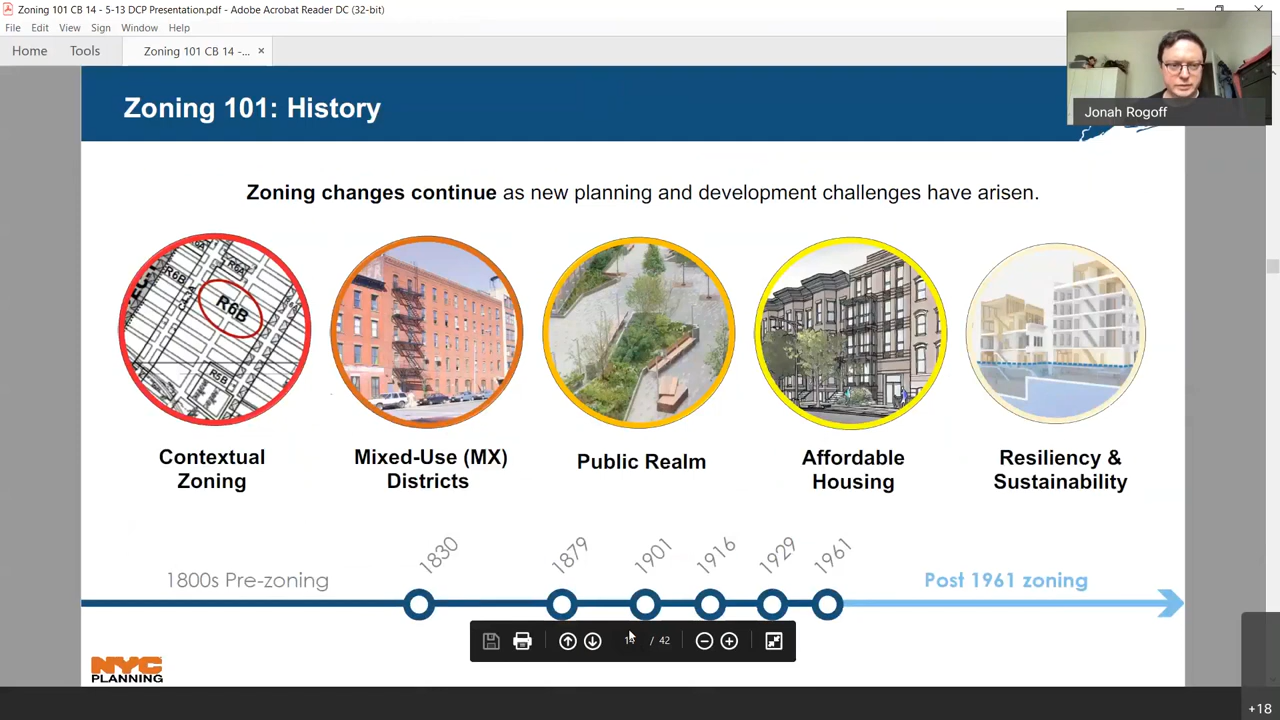 Zoning 101 CB 14 - 5-13 DCP Presentation.pdf - Adobe Acrobat Reader DC (32-bit)
File Edit View Sign Window Help
Home Tools Zoning 101 CB 14 -... ×
Jonah Rogoff
Zoning 101: History
Zoning changes continue as new planning and development challenges have arisen.
R6A
R6B
R6B
R5B
Contextual
Zoning
Mixed-Use (MX)
Districts
Public Realm
Affordable
Housing
Resiliency &
Sustainability
1830 1879 1901 1916 1929 1961
1800s Pre-zoning
Post 1961 zoning
/ 42
NYC
PLANNING
+18